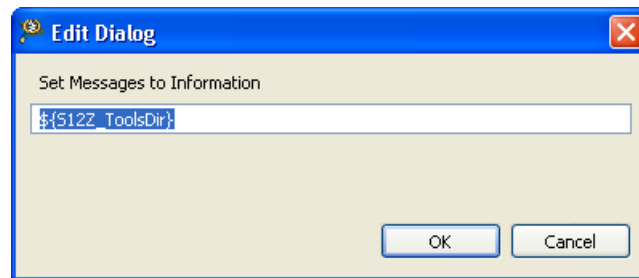 Edit Dialog
Set Messages to Information
${S12Z_ToolsDir}
OK Cancel